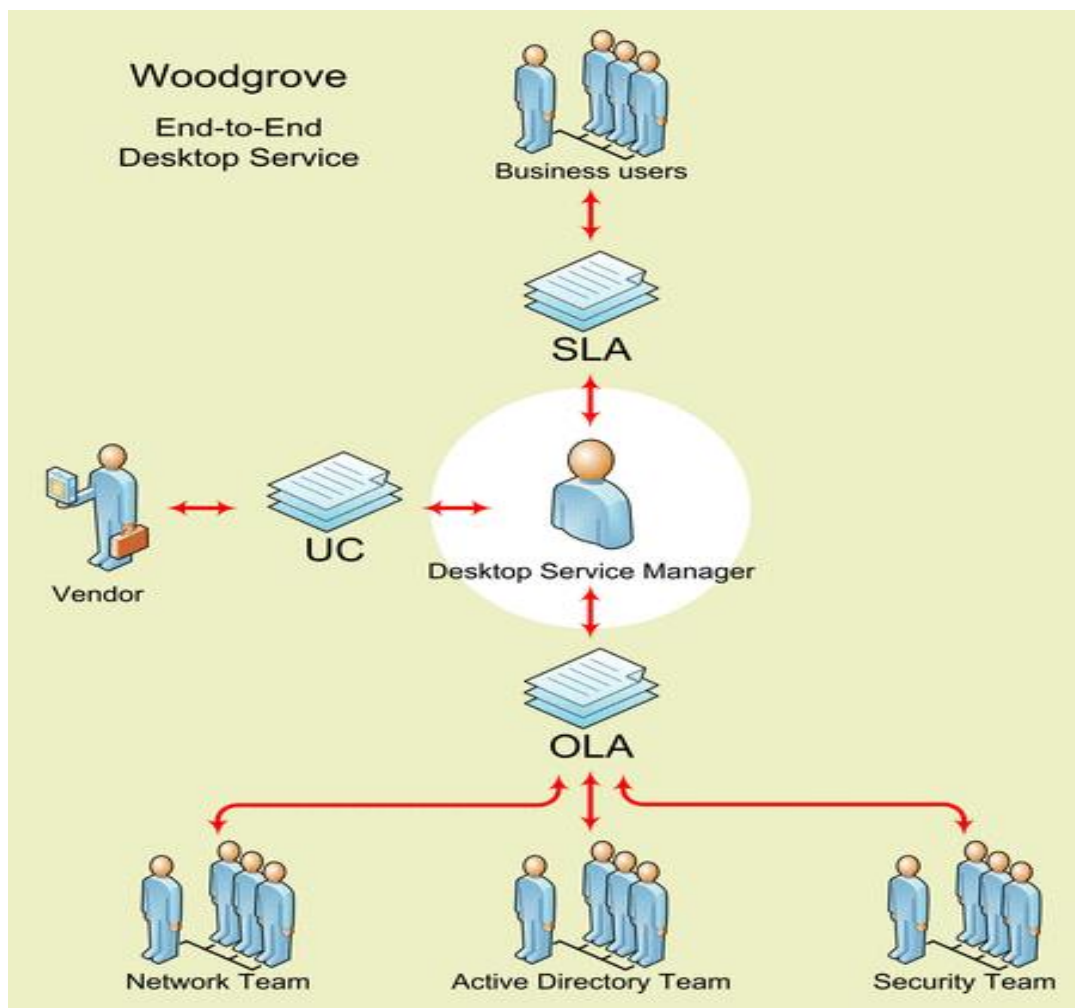 Woodgrove
End-to-End
Desktop Service
Business users
SLA
UC
Desktop Service Manager
Vendor
OLA
Network Team
Active Directory Team
Security Team